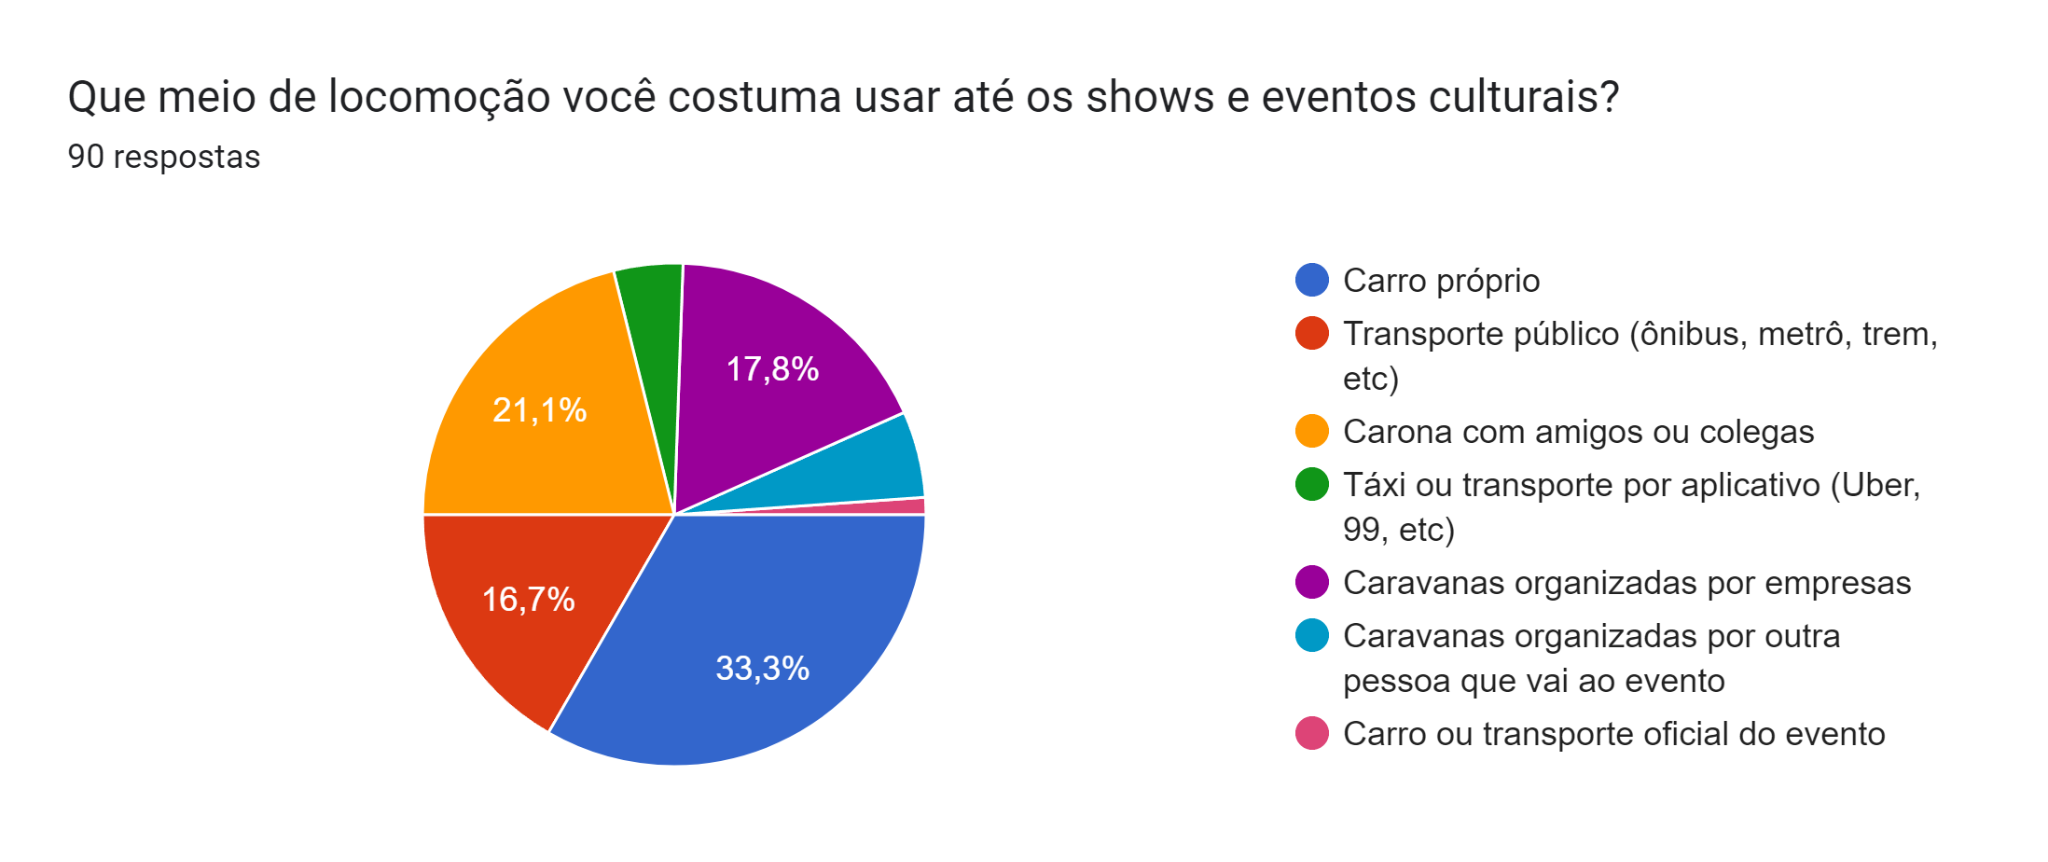 Que meio de locomoção você costuma usar até os shows e eventos culturais?
90 respostas
17,8%
21,1%
16,7%
33,3%
Carro próprio
Transporte público (ônibus, metrô, trem,
etc)
Carona com amigos ou colegas
Táxi ou transporte por aplicativo (Uber,
99, etc)
Caravanas organizadas por empresas
Caravanas organizadas por outra
pessoa que vai ao evento
Carro ou transporte oficial do evento